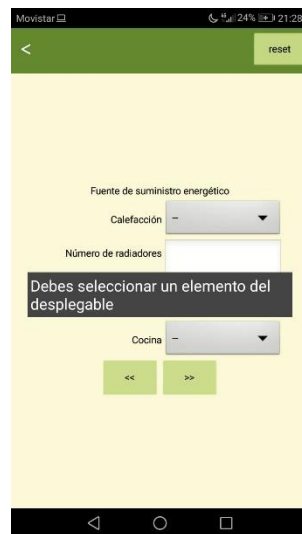 Movistar 24% 21:28
< reset
Fuente de suministro energético
Calefacción --
Número de radiadores
Debes seleccionar un elemento del
desplegable
Cocina --
<< >>